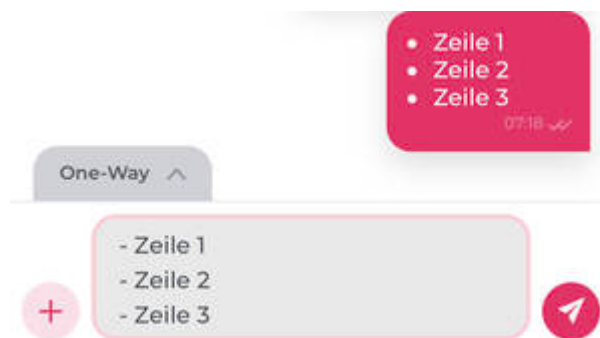 • Zeile 1
• Zeile 2
• Zeile 3
07:18
One-Way
- Zeile 1
- Zeile 2
- Zeile 3